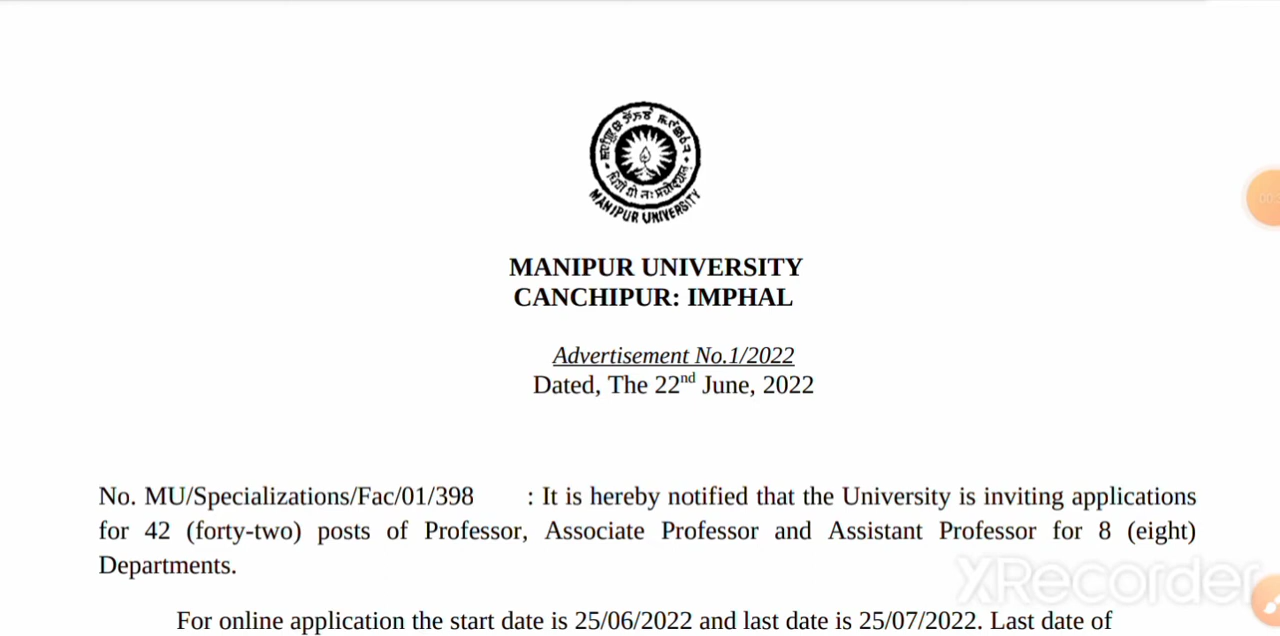 MANIPUR UNIVERSITY
MANIPUR UNIVERSITY
CANCHIPUR: IMPHAL
Advertisement No.1/2022
Dated, The 22nd June, 2022
No. MU/Specializations/Fac/01/398 : It is hereby notified that the University is inviting applications
for 42 (forty-two) posts of Professor, Associate Professor and Assistant Professor for 8 (eight)
Departments.
XRecorder
For online application the start date is 25/06/2022 and last date is 25/07/2022. Last date of